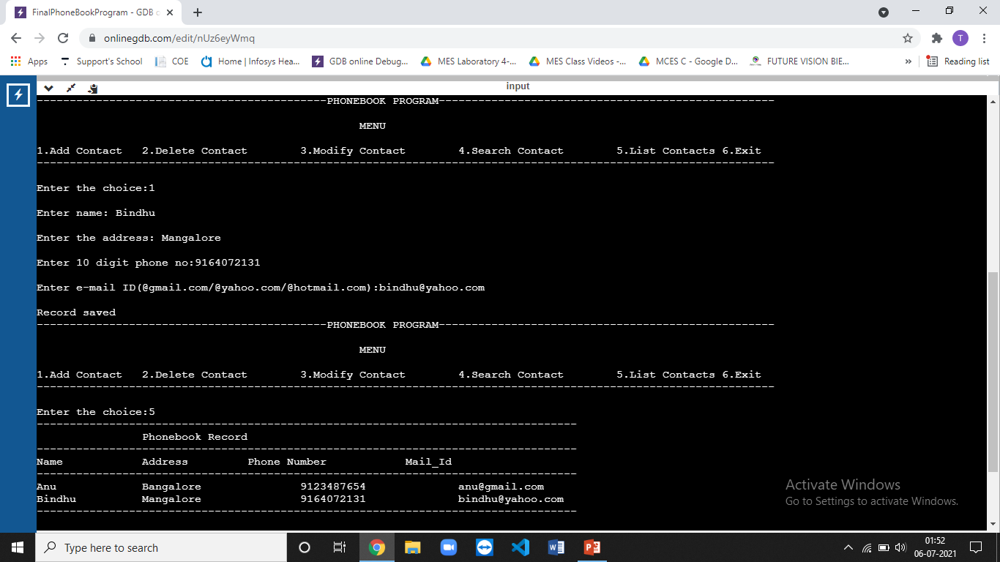 FinalPhoneBookProgram - GDB
onlinegdb.com/edit/nUz6eyWmq
T
Apps Support's School COE Home | Infosys Hea... GDB online Debug... MES Laboratory 4-... MES Class Videos -... MCES C - Google D... FUTURE VISION BIE... » Reading list
input
--------------------------------------------PHONEBOOK PROGRAM---------------------------------------------------
MENU
1.Add Contact 2.Delete Contact 3.Modify Contact 4.Search Contact 5.List Contacts 6.Exit
----------------------------------------------------------------------------------------------------------------
Enter the choice:1
Enter name: Bindhu
Enter the address: Mangalore
Enter 10 digit phone no:9164072131
Enter e-mail ID(@gmail.com/@yahoo.com/@hotmail.com):bindhu@yahoo.com
Record saved
--------------------------------------------PHONEBOOK PROGRAM---------------------------------------------------
MENU
1.Add Contact 2.Delete Contact 3.Modify Contact 4.Search Contact 5.List Contacts 6.Exit
----------------------------------------------------------------------------------------------------------------
Enter the choice:5
----------------------------------------------------------------------------------
Phonebook Record
----------------------------------------------------------------------------------
Name Address Phone Number Mail_Id
----------------------------------------------------------------------------------
Anu Bangalore 9123487654 anu@gmail.com
Bindhu Mangalore 9164072131 bindhu@yahoo.com
----------------------------------------------------------------------------------
Activate Windows
Go to Settings to activate Windows.
Type here to search
01:52
06-07-2021